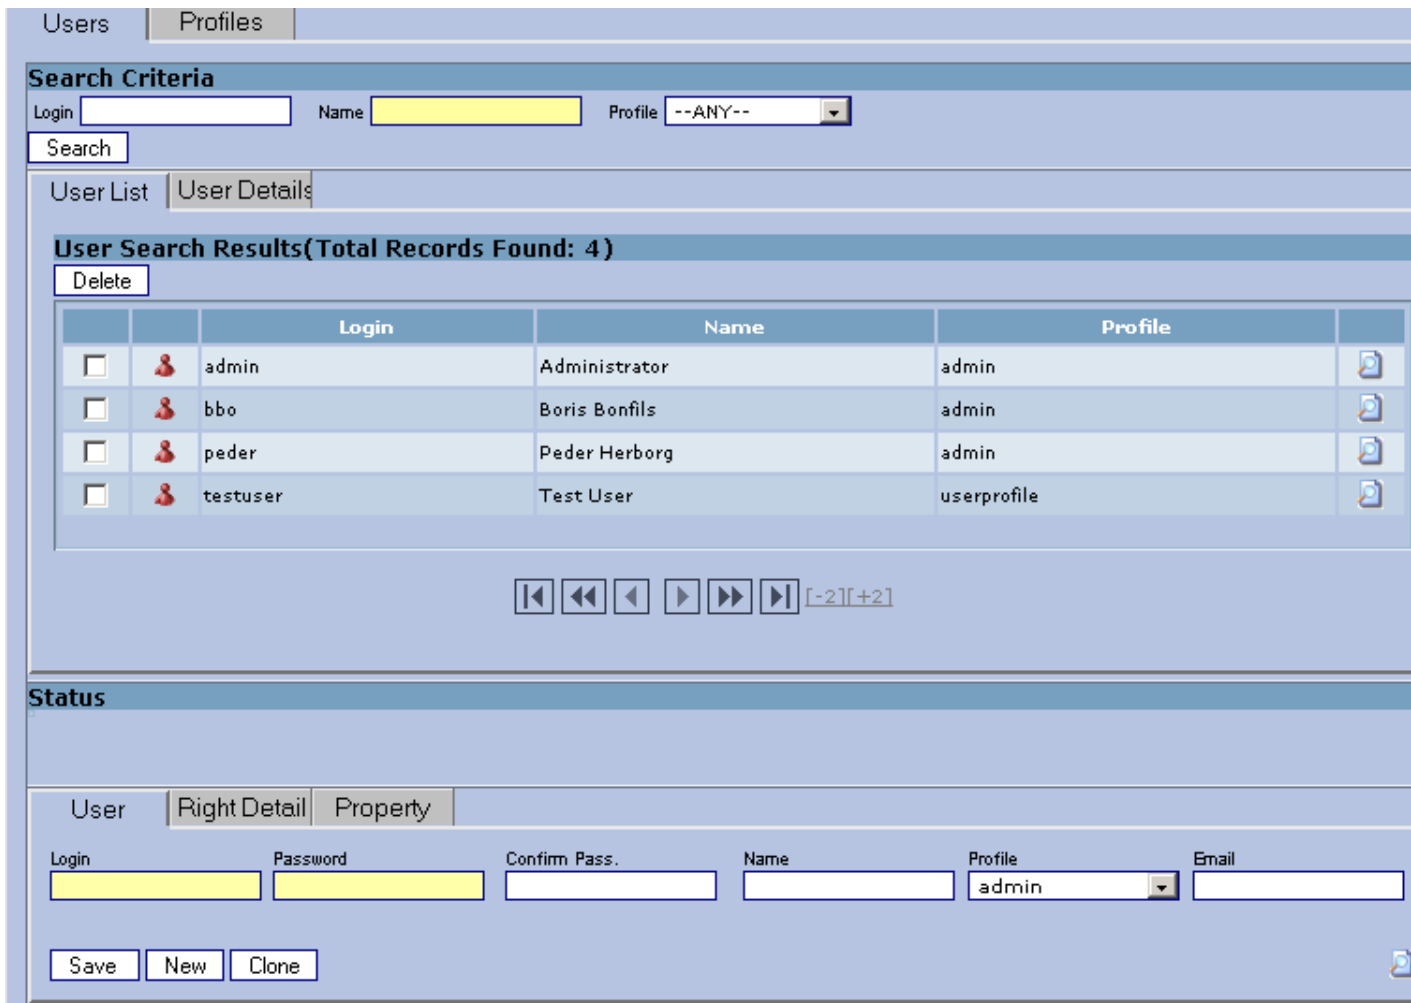 Users Profiles
Search Criteria
Login Name Profile --ANY--
Search
User List User Details
User Search Results(Total Records Found: 4)
Delete
Login Name Profile
admin Administrator admin
bbo Boris Bonfils admin
peder Peder Herborg admin
testuser Test User userprofile
[-2][+2]
Status
User Right Detail Property
Login Password Confirm Pass. Name Profile Email
admin
Save New Clone